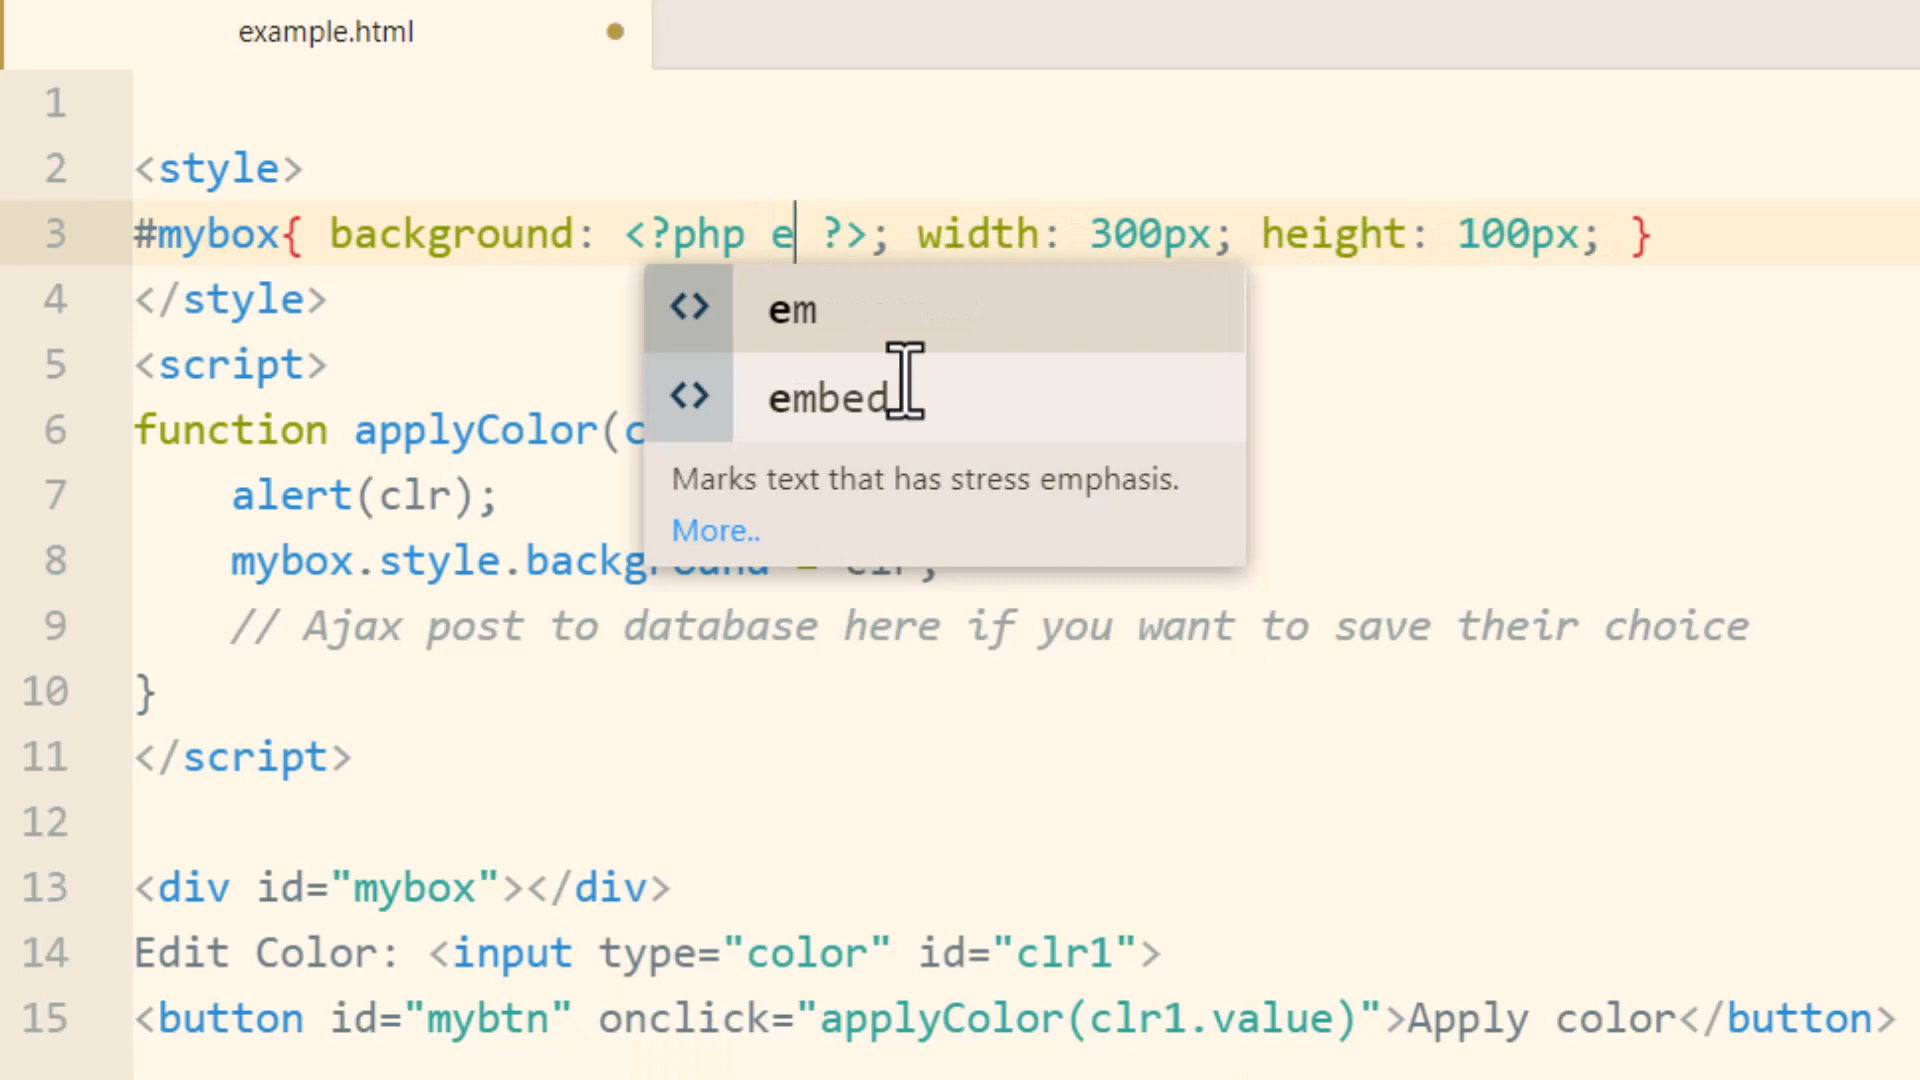 example.html
1
2 <style>
3 #mybox{ background: <?php e ?>; width: 300px; height: 100px; }
4 </style>
5 <script>
6 function applyColor(c
7 alert(clr);
8 mybox.style.background = clr;
9 // Ajax post to database here if you want to save their choice
10 }
11 </script>
12
13 <div id="mybox"></div>
14 Edit Color: <input type="color" id="clr1">
15 <button id="mybtn" onclick="applyColor(clr1.value)">Apply color</button>
<> em
<> embed
Marks text that has stress emphasis.
More..